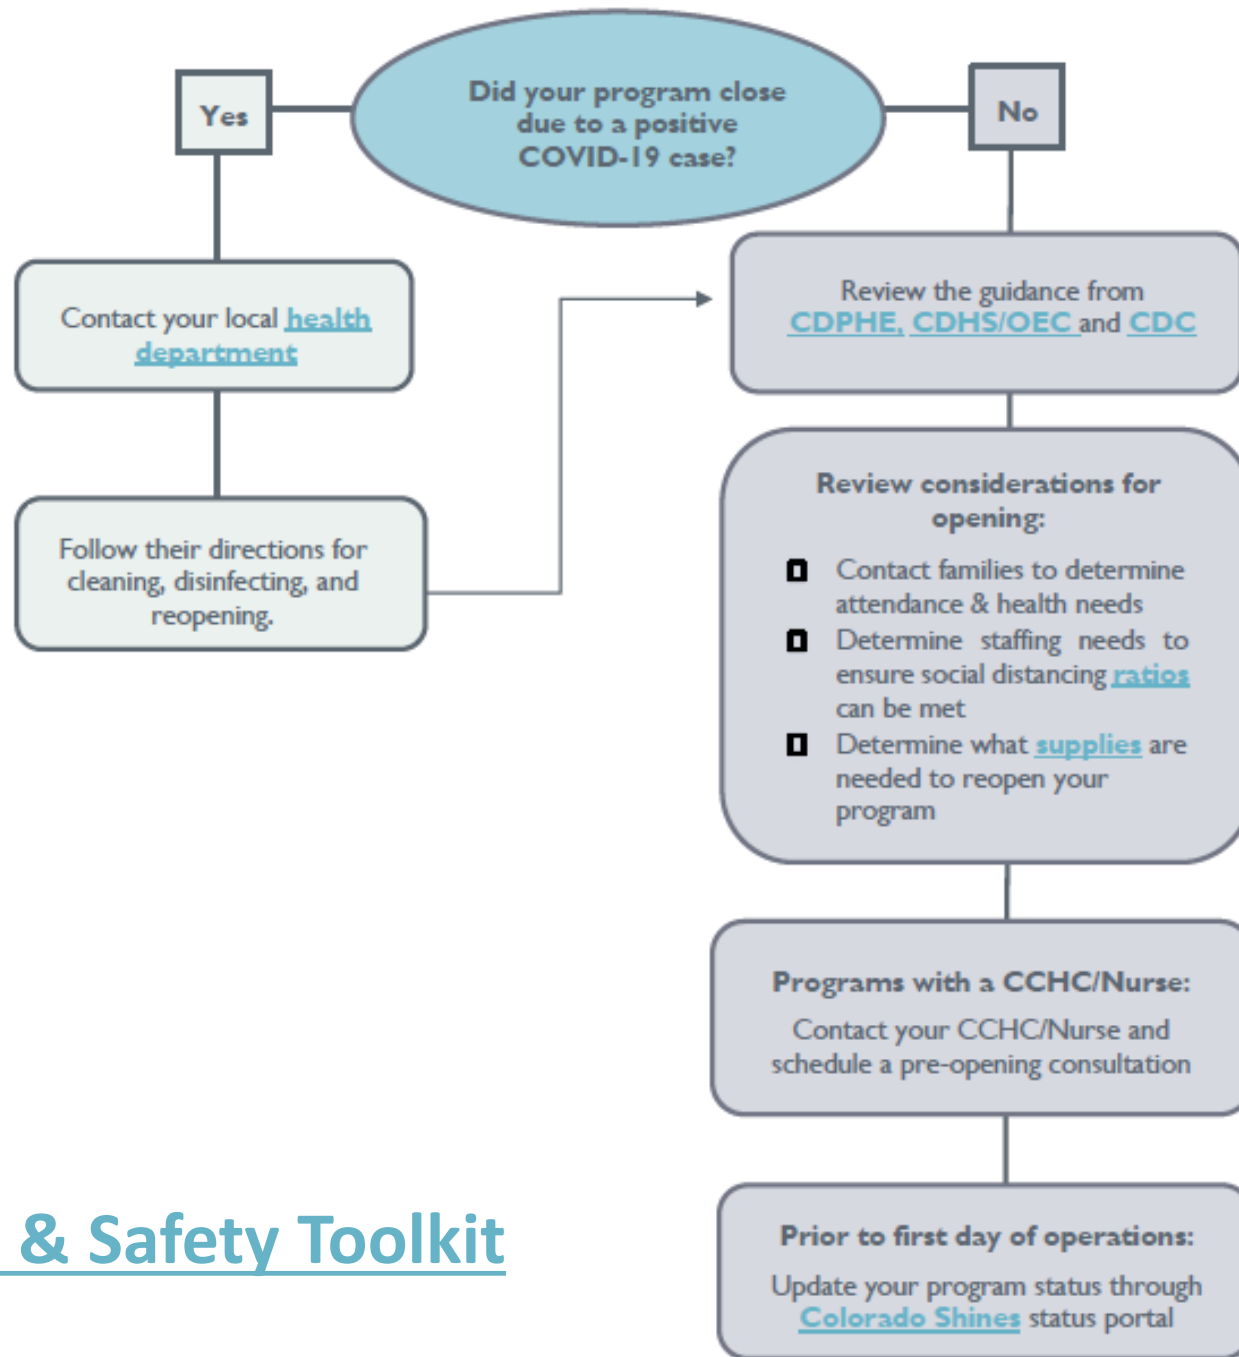 Did your program close
due to a positive
COVID-19 case?
Yes
No
Contact your local health
department
Follow their directions for
cleaning, disinfecting, and
reopening.
Review the guidance from
CDPHE, CDHS/OEC and CDC
Review considerations for
opening:
Contact families to determine
attendance & health needs
Determine staffing needs to
ensure social distancing ratios
can be met
Determine what supplies are
needed to reopen your
program
Programs with a CCHC/Nurse:
Contact your CCHC/Nurse and
schedule a pre-opening consultation
Prior to first day of operations:
Update your program status through
Colorado Shines status portal
& Safety Toolkit